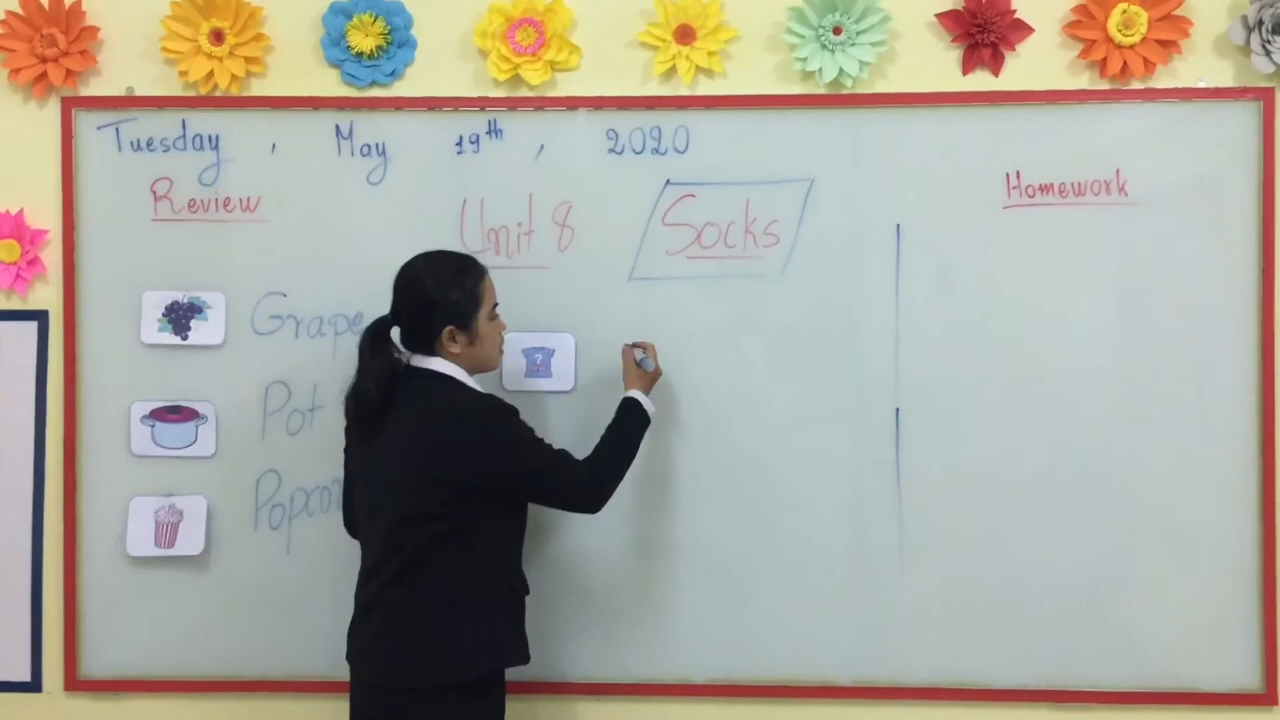 Tuesday , May 19th , 2020
Review
Unit 8
Socks
Homework
Grape
?
Pot